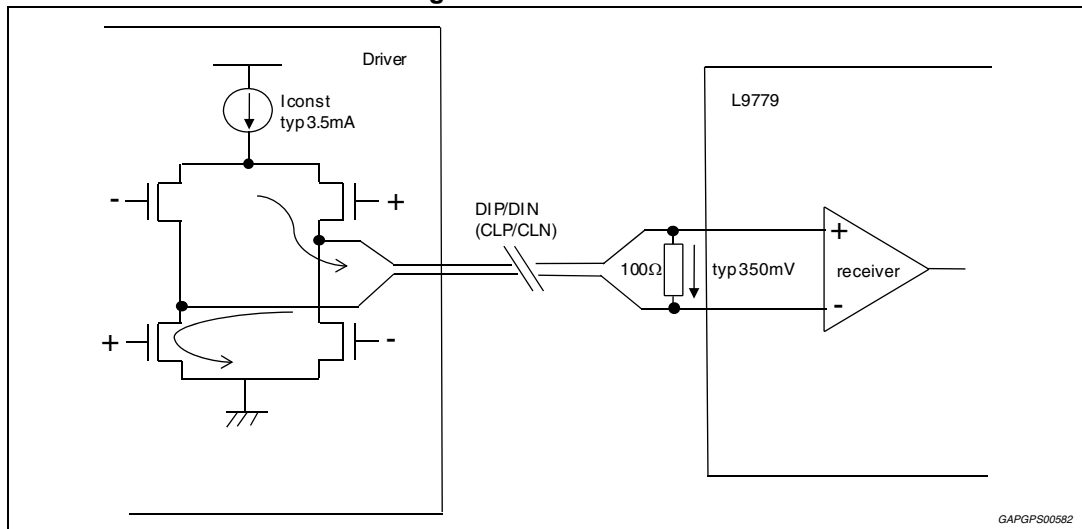 Driver
Iconst
typ 3.5mA
-
+
+
-
DIP/DIN
(CLP/CLN)
100Ω
typ 350mV
L9779
+
receiver
-
GAPGPS00582